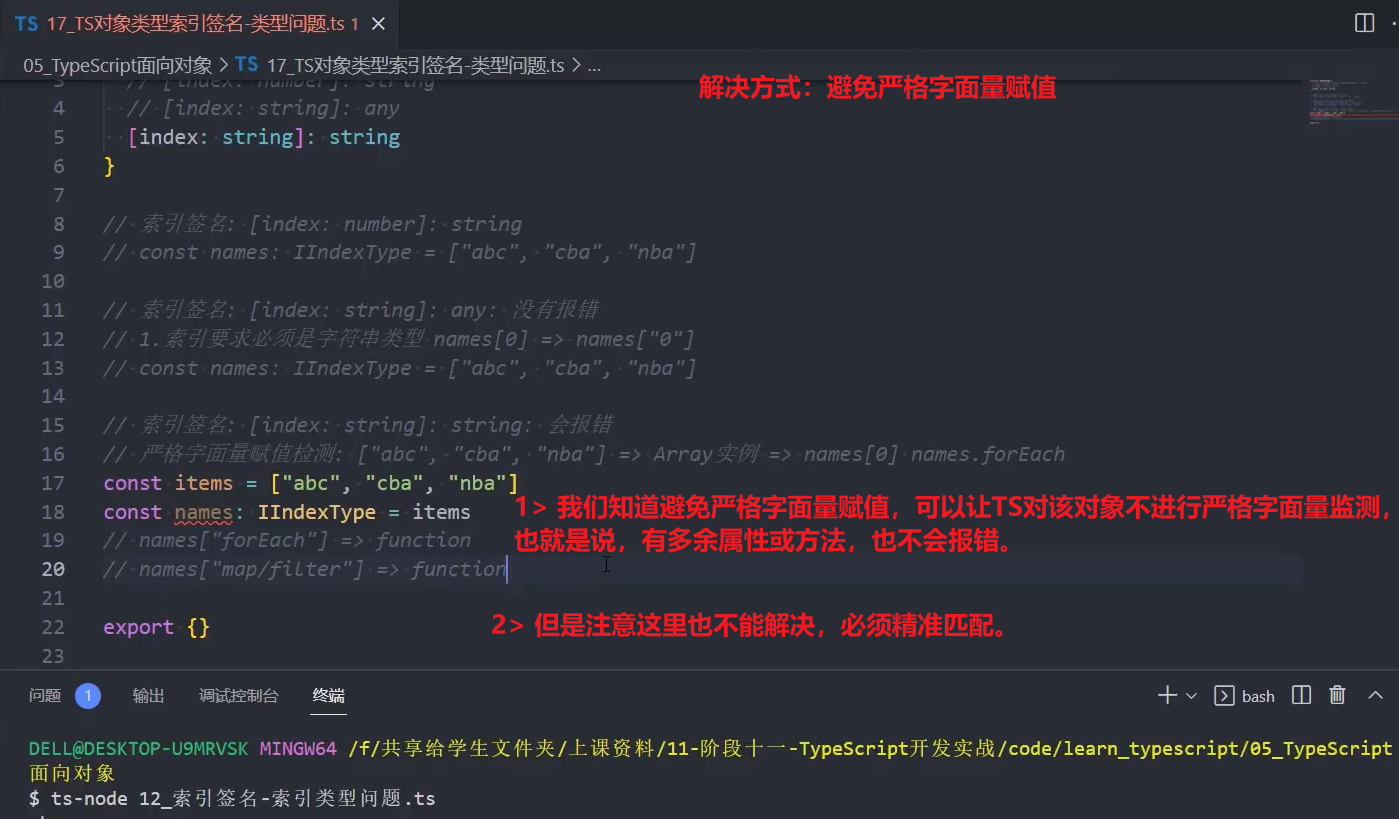 TS 17_TS对象类型索引签名-类型问题.ts 1
05_TypeScript面向对象 > TS 17_TS对象类型索引签名-类型问题.ts > ...
解决方式：避免严格字面量赋值
3 // [index: number]: string
4 // [index: string]: any
5 [index: string]: string
6 }
7
8 // 索引签名: [index: number]: string
9 // const names: IIndexType = ["abc", "cba", "nba"]
10
11 // 索引签名: [index: string]: any: 没有报错
12 // 1.索引要求必须是字符串类型 names[0] => names["0"]
13 // const names: IIndexType = ["abc", "cba", "nba"]
14
15 // 索引签名: [index: string]: string: 会报错
16 // 严格字面量赋值检测: ["abc", "cba", "nba"] => Array实例 => names[0] names.forEach
17 const items = ["abc", "cba", "nba"]
18 const names: IIndexType = items
1> 我们知道避免严格字面量赋值，可以让TS对该对象不进行严格字面量监测，
也就是说，有多余属性或方法，也不会报错。
19 // names["forEach"] => function
20 // names["map/filter"] => function
21
22 export {}
2> 但是注意这里也不能解决，必须精准匹配。
23
问题 1 输出 调试控制台 终端 bash
DELL@DESKTOP-U9MRVSK MINGW64 /f/共享给学生文件夹/上课资料/11-阶段十一-TypeScript开发实战/code/learn_typescript/05_TypeScript
面向对象
$ ts-node 12_索引签名-索引类型问题.ts